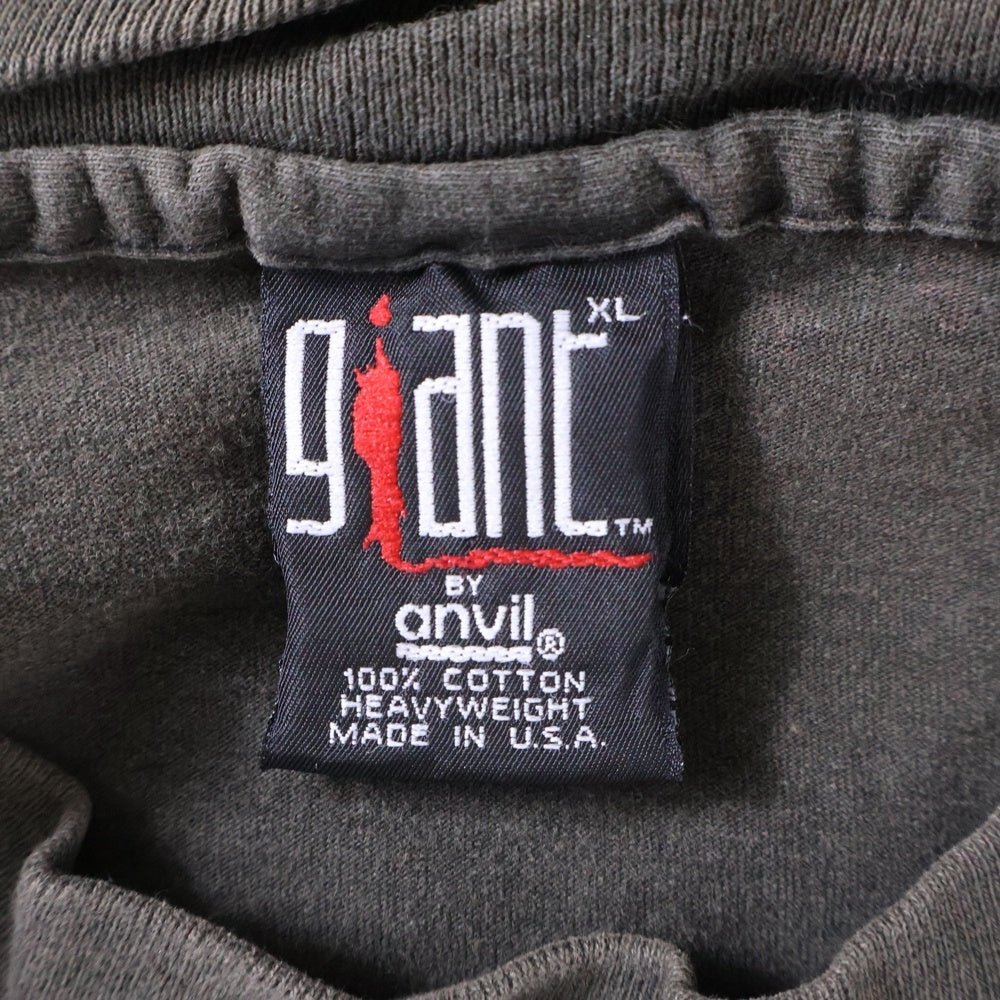 giant XL
TM
BY
anvil®
100% COTTON
HEAVYWEIGHT
MADE IN U.S.A.